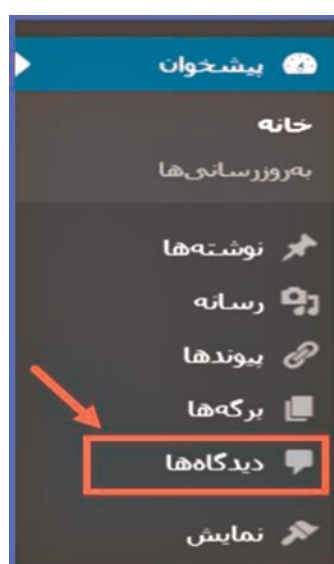 پیشخوان
خانه
به‌روزرسانی‌ها
نوشته‌ها
رسانه
پیوندها
برگه‌ها
دیدگاه‌ها
نمایش